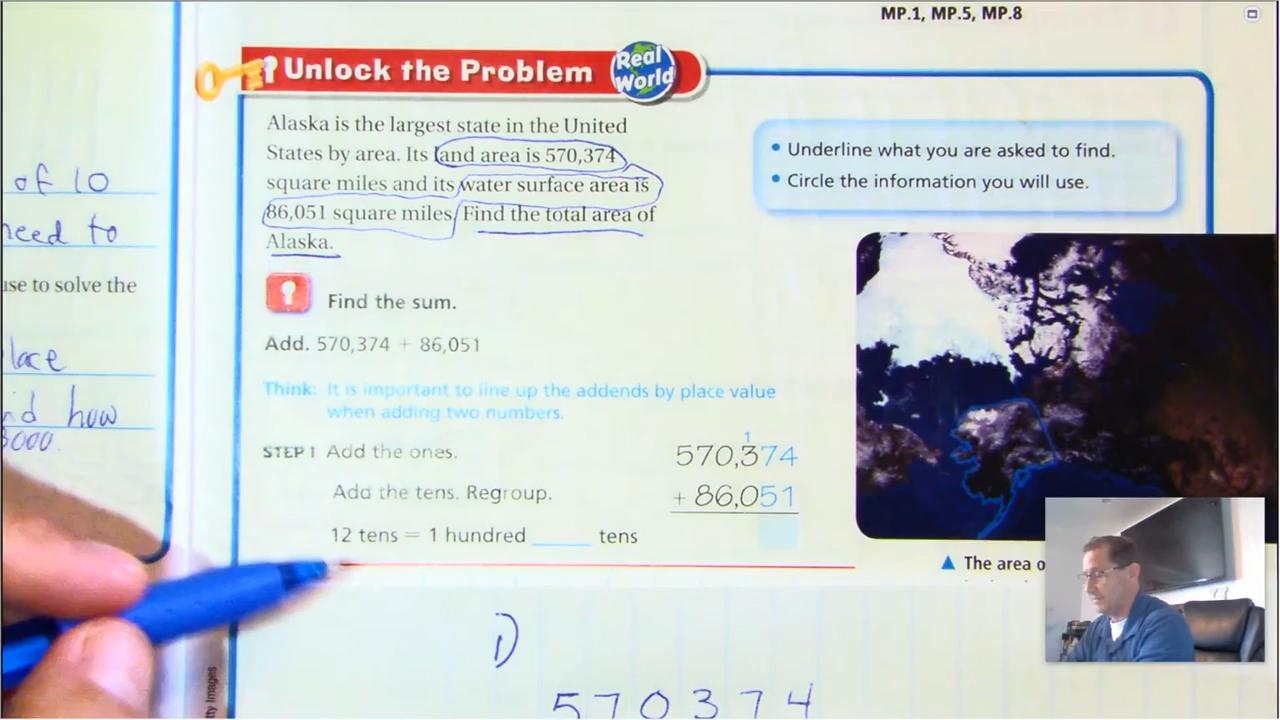 MP.1, MP.5, MP.8
Unlock the Problem
Real
World
Alaska is the largest state in the United
States by area. Its land area is 570,374
square miles and its water surface area is
86,051 square miles. Find the total area of
Alaska.
• Underline what you are asked to find.
• Circle the information you will use.
of 10
need to
use to solve the
how
3000.
Find the sum.
Add. 570,374 + 86,051
Think: It is important to line up the addends by place value
when adding two numbers.
STEP 1 Add the ones.
Add the tens. Regroup.
12 tens = 1 hundred ____ tens
1
570,374
+ 86,051
▲ The area o
D
570374